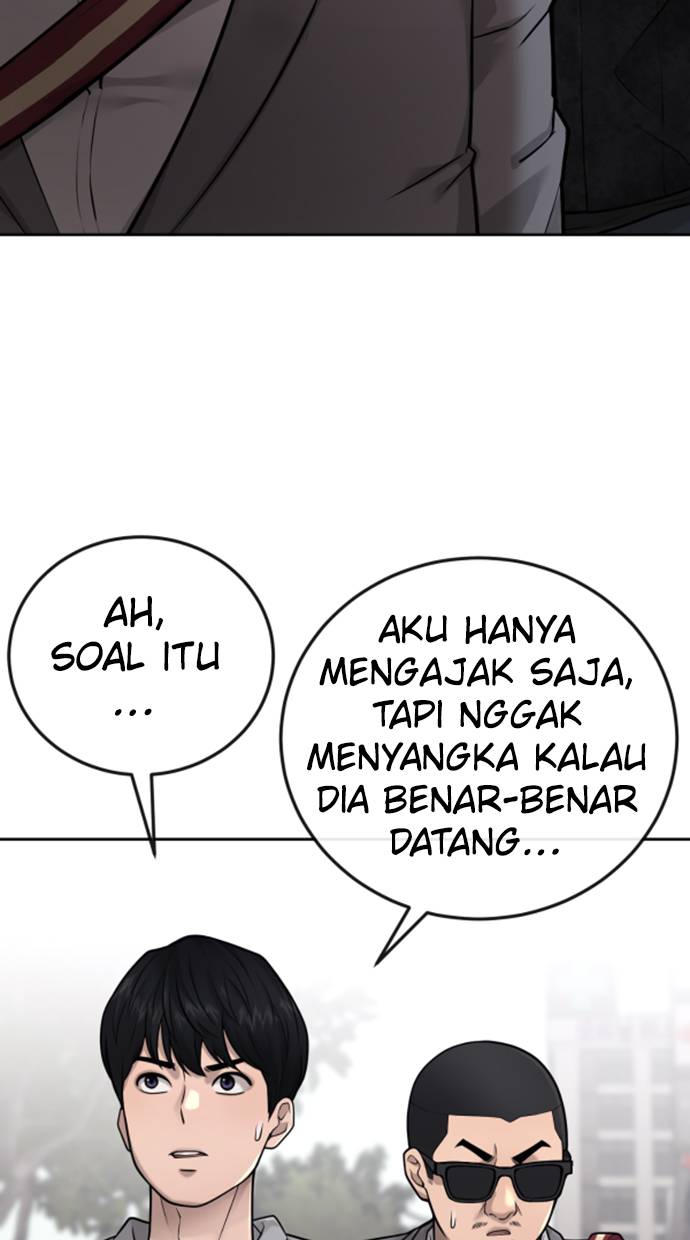 AH,
SOAL ITU
...
AKU HANYA
MENGAJAK SAJA,
TAPI NGGAK
MENYANGKA KALAU
DIA BENAR-BENAR
DATANG...